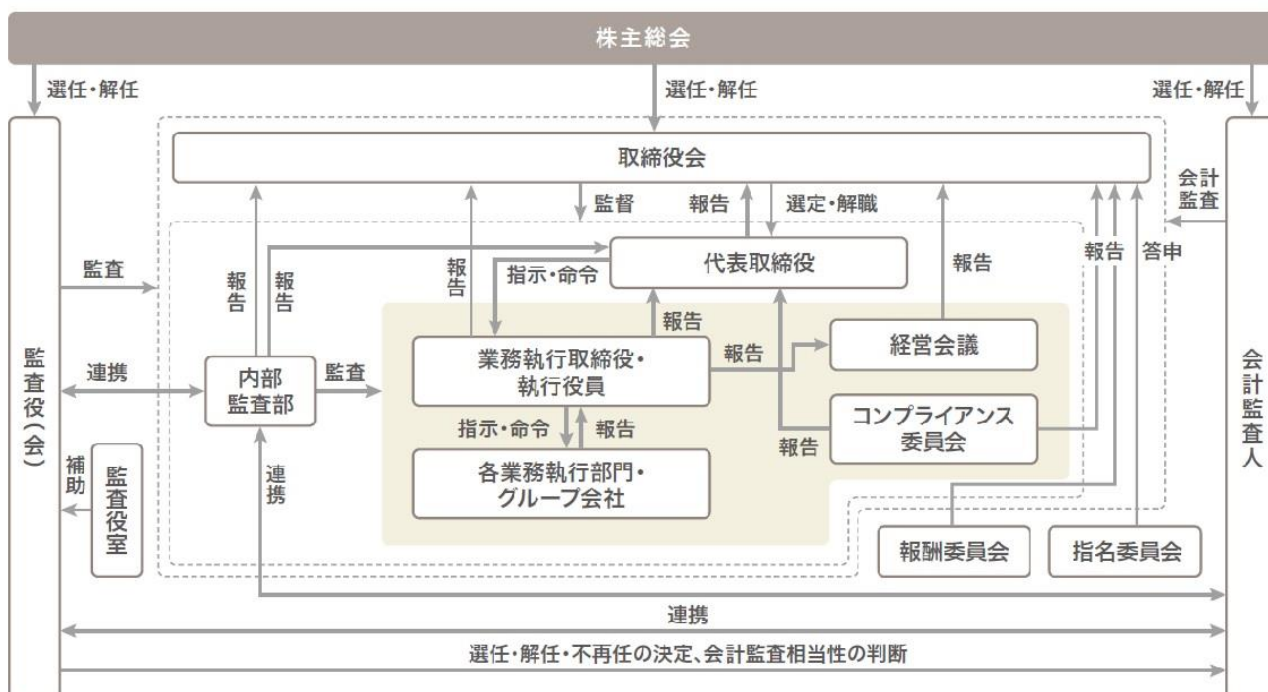 株主総会
選任・解任
選任・解任
選任・解任
取締役会
会計
監査
監督
報告
選定・解職
代表取締役
監査
報告
報告
報告
指示・命令
報告
報告
答申
報告
業務執行取締役・
執行役員
報告
経営会議
監査役(会)
連携
内部
監査部
監査
会計監査人
指示・命令
報告
報告
コンプライアンス
委員会
補助
監査役室
連携
各業務執行部門・
グループ会社
報酬委員会
指名委員会
連携
選任・解任・不再任の決定、会計監査相当性の判断